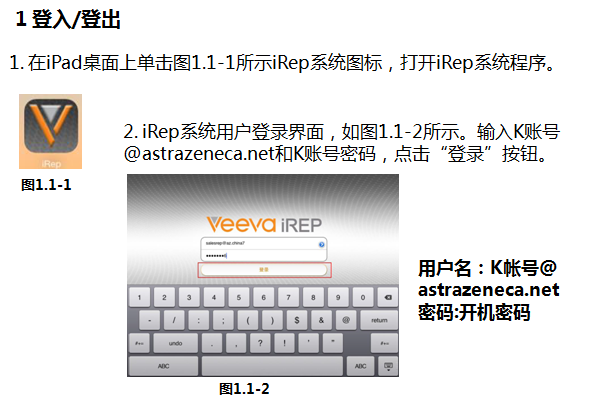 1 登入/登出
1. 在iPad桌面上单击图1.1-1所示iRep系统图标，打开iRep系统程序。
iRep
图1.1-1
2. iRep系统用户登录界面，如图1.1-2所示。输入K账号
@astrazeneca.net和K账号密码，点击“登录”按钮。
Veeva iREP
salesrep@az.china7
登录
1 2 3 4 5 6 7 8 9 0
- / : ; ( ) $ & @ return
#+= undo . , ? ! ' " #+=
ABC ABC
图1.1-2
用户名：K帐号@
astrazeneca.net
密码:开机密码